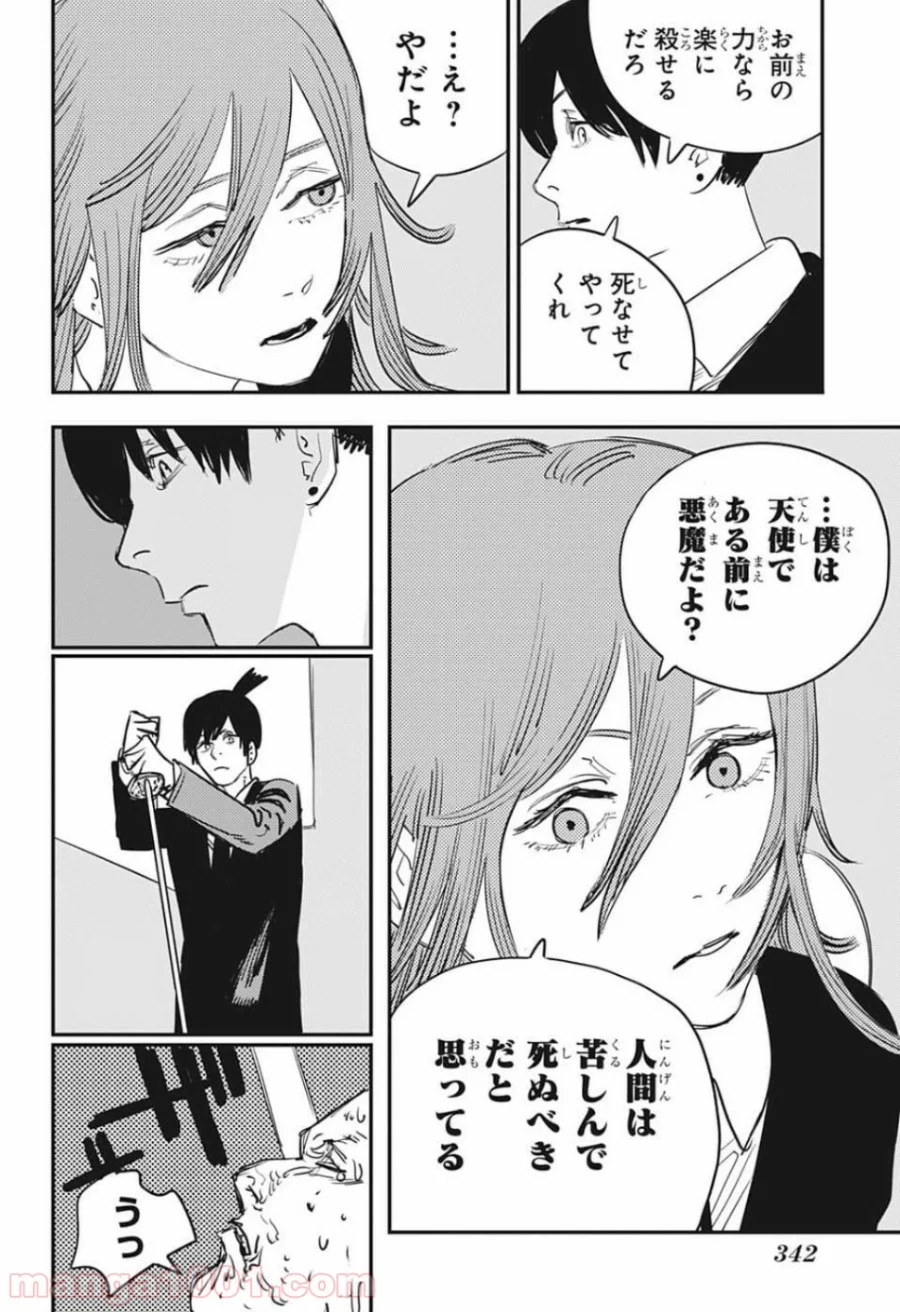 お前の
力なら
楽に
殺せる
だろ
死なせて
やって
くれ
…え？
やだよ
…僕は
天使で
ある前に
悪魔だよ？
人間は
苦しんで
死ぬべき
だと
思ってる
うっ
342
manga1001.com